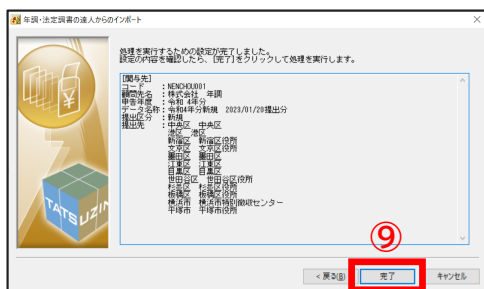 年調・法定調書の達人からのインポート
処理を実行するための設定が完了しました。
設定の内容を確認したら、[完了]をクリックして処理を実行します。
[関与先]
コード : NENCHOU001
顧問先名 : 株式会社 年調
申告年度 : 令和 4年分
データ名称 : 令和4年分新規 2023/01/20提出分
提出区分 : 新規
提出先 : 中央区 中央区
港区 港区
新宿区 新宿区役所
文京区 文京区役所
墨田区 墨田区
江東区 江東区
目黒区 目黒区
世田谷区 世田谷区役所
杉並区 杉並区役所
板橋区 板橋区役所
横浜市 横浜市特別徴収センター
平塚市 平塚市役所
TATSUZIN
⑨
< 戻る(B)
完了
キャンセル